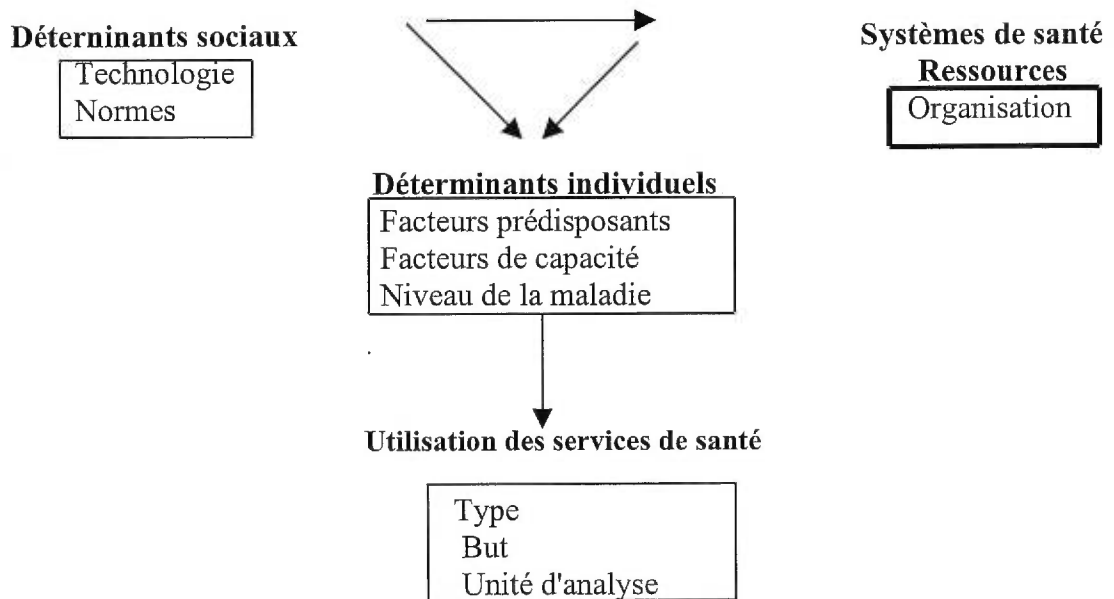 Déterninants sociaux
Technologie
Normes
Systèmes de santé
Ressources
Organisation
Déterminants individuels
Facteurs prédisposants
Facteurs de capacité
Niveau de la maladie
Utilisation des services de santé
Type
But
Unité d'analyse